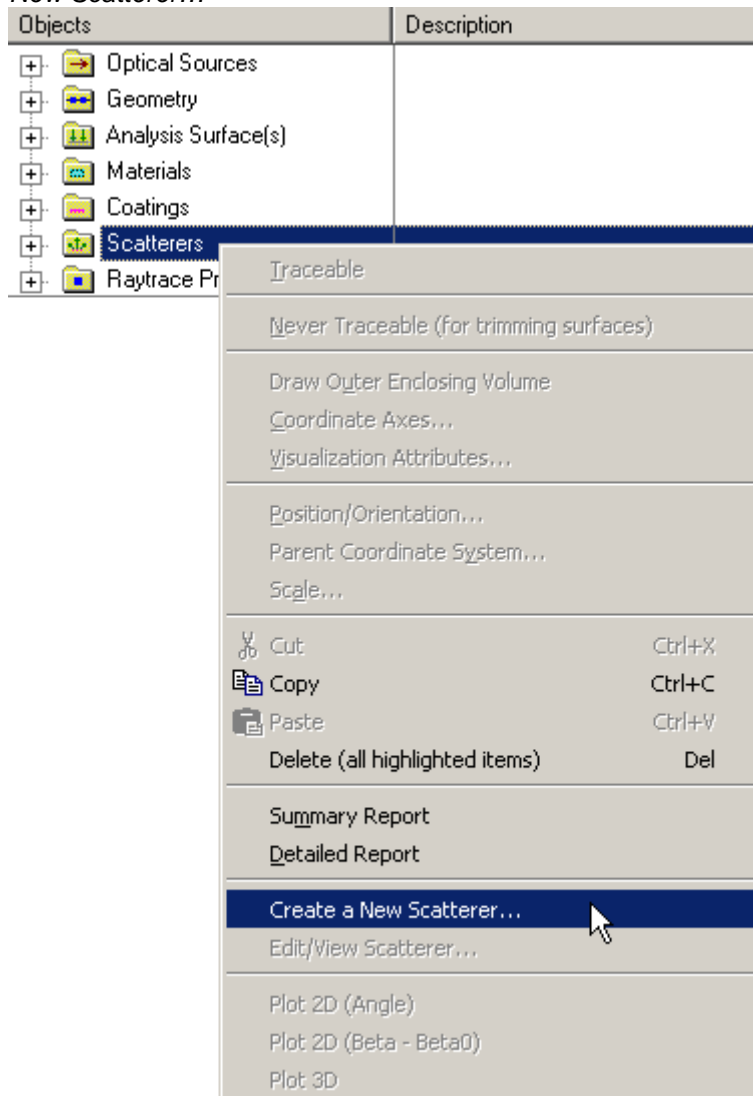 New Scatterer…
Objects Description
Optical Sources
Geometry
Analysis Surface(s)
Materials
Coatings
Scatterers
Raytrace Pr
Traceable
Never Traceable (for trimming surfaces)
Draw Outer Enclosing Volume
Coordinate Axes...
Visualization Attributes...
Position/Orientation...
Parent Coordinate System...
Scale...
Cut Ctrl+X
Copy Ctrl+C
Paste Ctrl+V
Delete (all highlighted items) Del
Summary Report
Detailed Report
Create a New Scatterer...
Edit/View Scatterer...
Plot 2D (Angle)
Plot 2D (Beta - Beta0)
Plot 3D